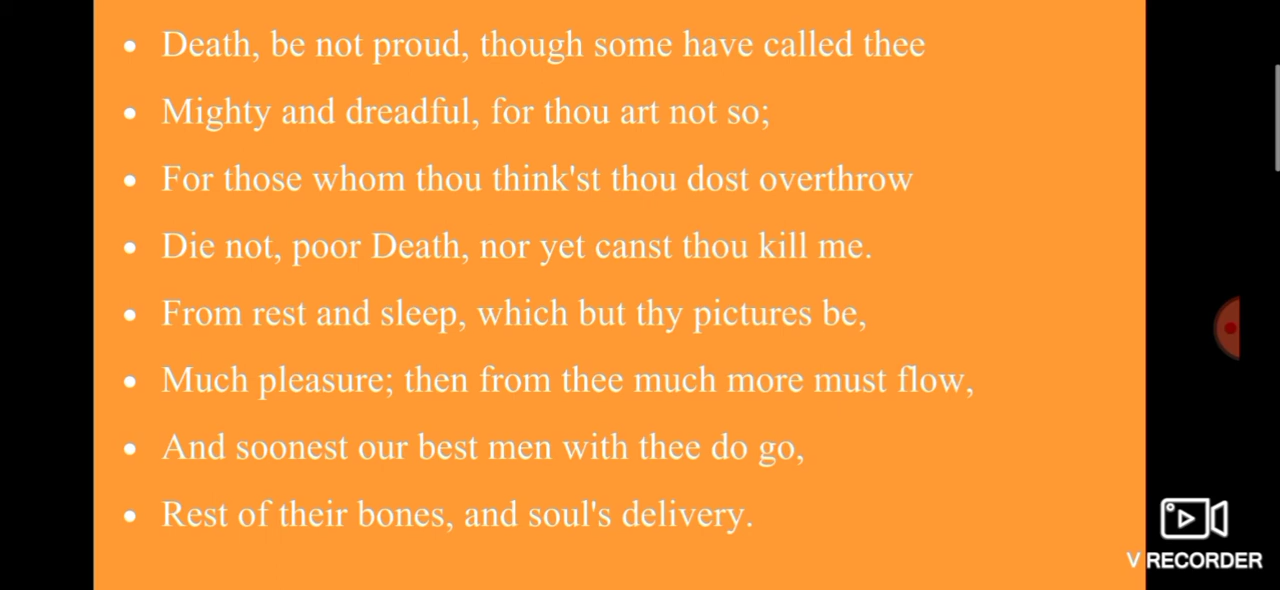 • Death, be not proud, though some have called thee
• Mighty and dreadful, for thou art not so;
• For those whom thou think'st thou dost overthrow
• Die not, poor Death, nor yet canst thou kill me.
• From rest and sleep, which but thy pictures be,
• Much pleasure; then from thee much more must flow,
• And soonest our best men with thee do go,
• Rest of their bones, and soul's delivery.
V RECORDER